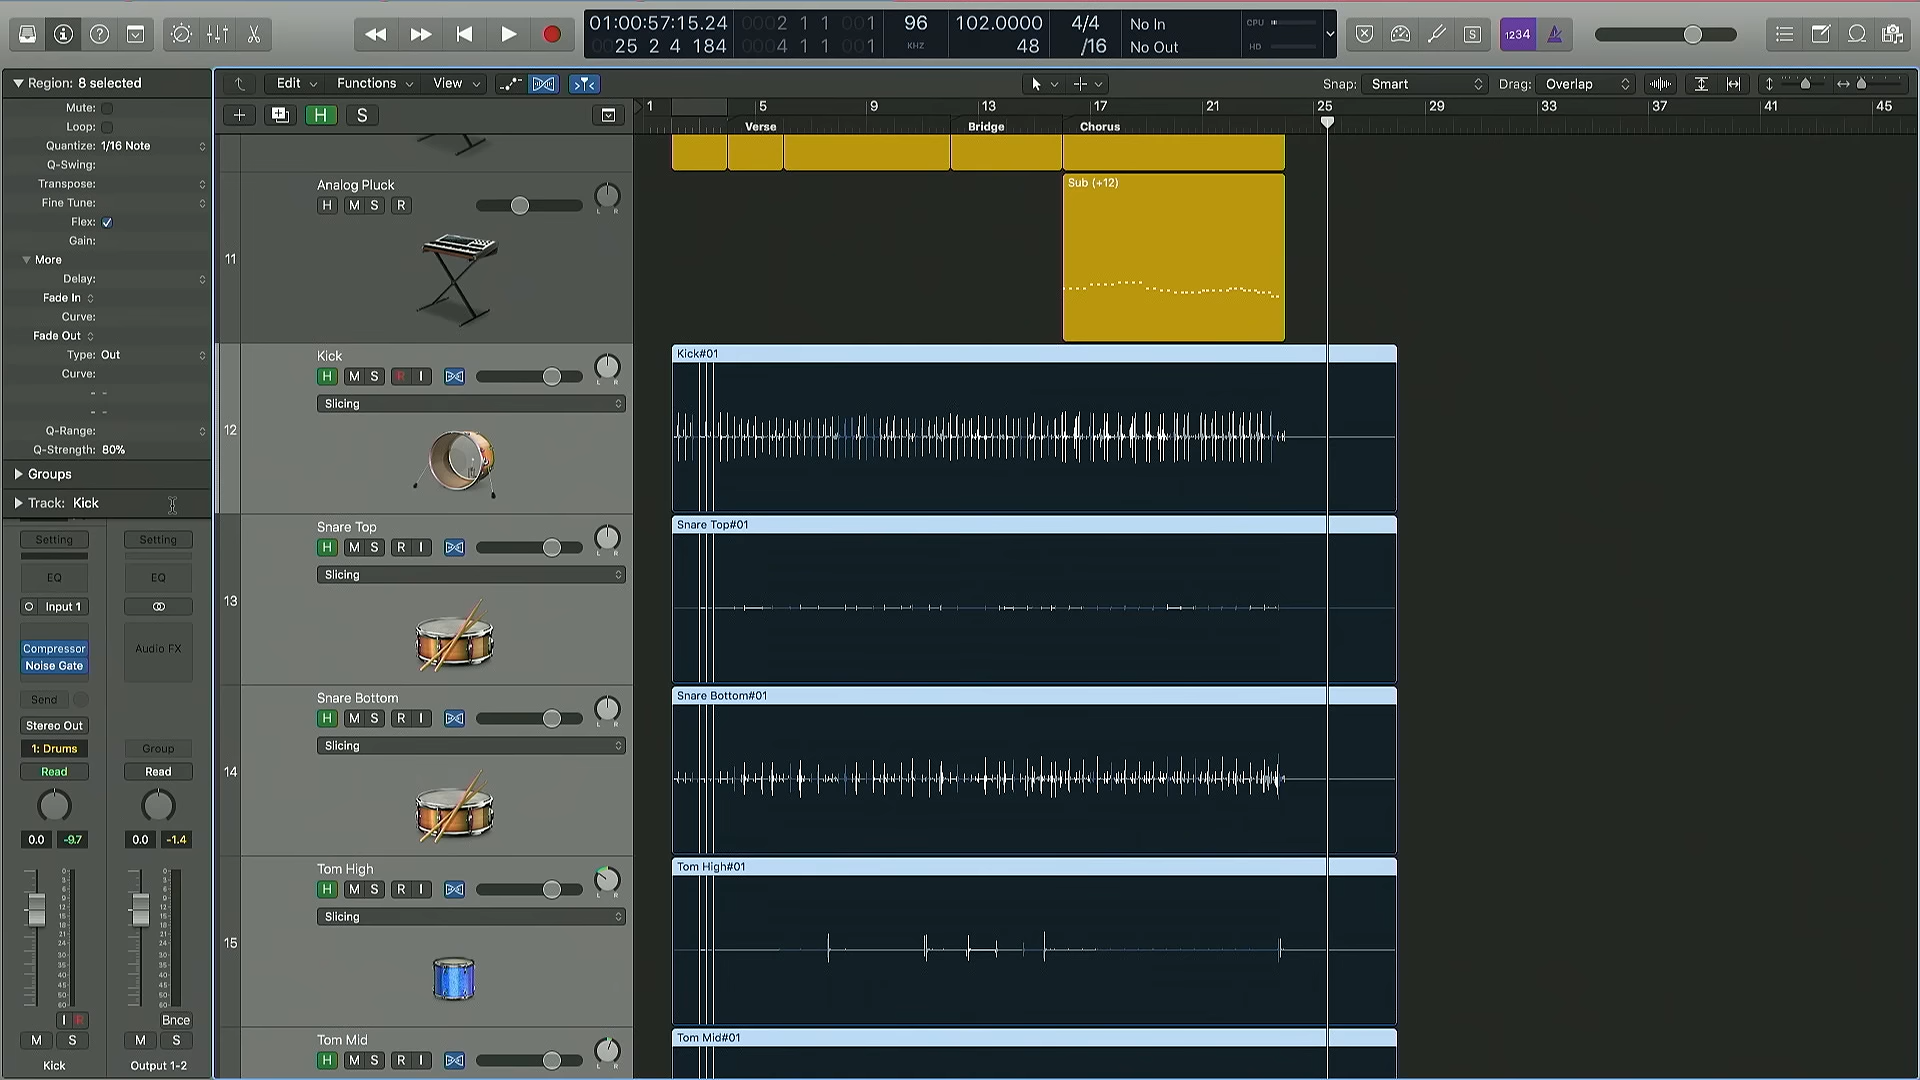 01:00:57:15.24
25 2 4 184
0002 1 1 001
0004 1 1 001
96
KHZ
102.0000
48
4/4
/16
No In
No Out
CPU
HD
S
1234
Region: 8 selected
Mute:
Loop:
Quantize: 1/16 Note
Q-Swing:
Transpose:
Fine Tune:
Flex:
Gain:
More
Delay:
Fade In
Curve:
Fade Out
Type: Out
Curve:
Q-Range:
Q-Strength: 80%
Groups
Track: Kick
Setting
Setting
EQ
EQ
Input 1
Compressor
Noise Gate
Audio FX
Send
Stereo Out
1: Drums
Group
Read
Read
0.0 -9.7
0.0 -1.4
I R
Bnce
M S
M S
Kick
Output 1-2
Edit
Functions
View
Snap: Smart
Drag: Overlap
H
S
1 5 9 13 17 21 25 29 33 37 41 45
Verse
Bridge
Chorus
11
Analog Pluck
H M S R
L R
Sub (+12)
12
Kick
H M S R I
L R
Slicing
Kick#01
13
Snare Top
H M S R I
L R
Slicing
Snare Top#01
14
Snare Bottom
H M S R I
L R
Slicing
Snare Bottom#01
15
Tom High
H M S R I
L R
Slicing
Tom High#01
Tom Mid
H M S R I
L R
Tom Mid#01